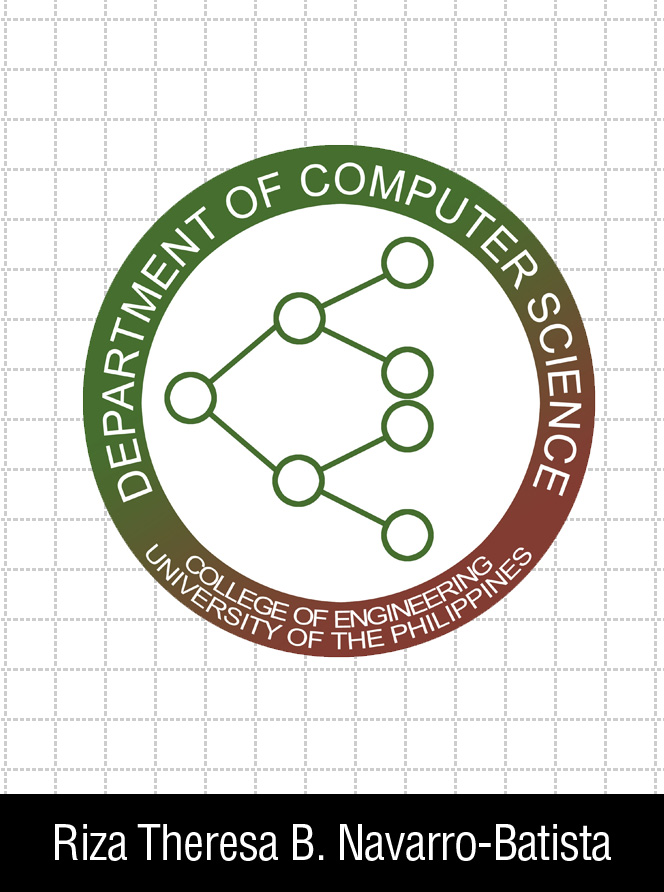 DEPARTMENT OF COMPUTER SCIENCE
COLLEGE OF ENGINEERING
UNIVERSITY OF THE PHILIPPINES
Riza Theresa B. Navarro-Batista